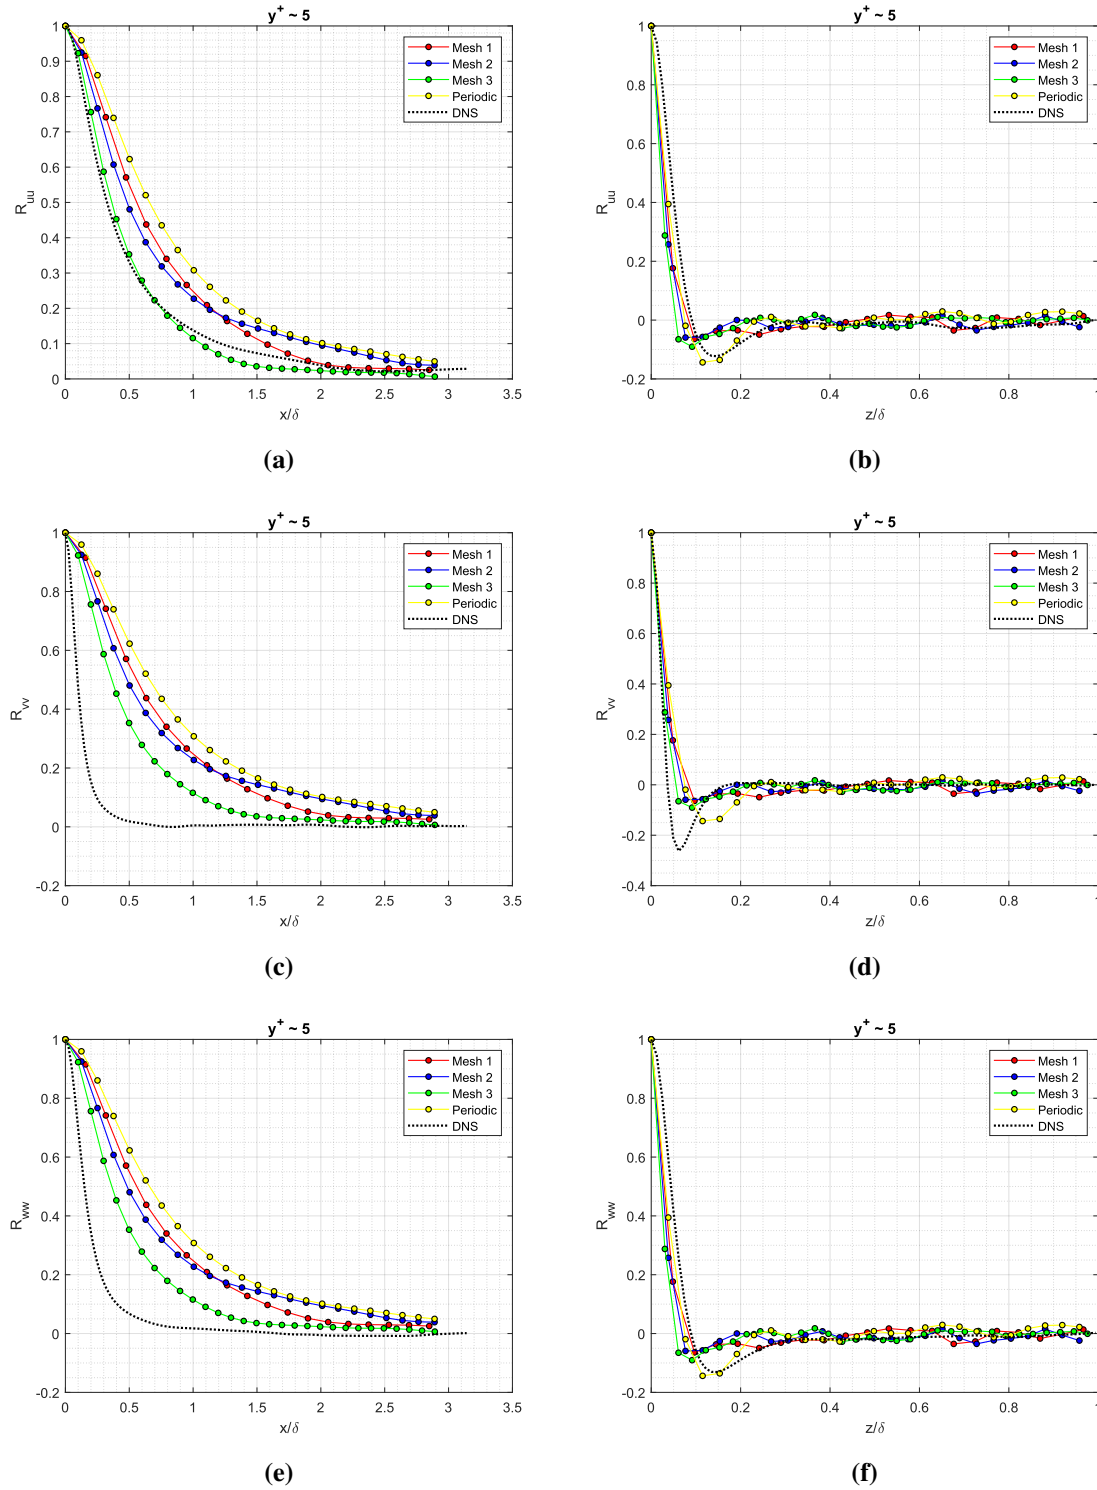 y+ ~ 5
1
0.9
0.8
0.7
0.6
0.5
0.4
0.3
0.2
0.1
0
Ruu
0 0.5 1 1.5 2 2.5 3 3.5
x/δ
Mesh 1
Mesh 2
Mesh 3
Periodic
DNS
(a)
y+ ~ 5
1
0.8
0.6
0.4
0.2
0
-0.2
Ruu
0 0.2 0.4 0.6 0.8 1
z/δ
Mesh 1
Mesh 2
Mesh 3
Periodic
DNS
(b)
y+ ~ 5
1
0.8
0.6
0.4
0.2
0
-0.2
Rvv
0 0.5 1 1.5 2 2.5 3 3.5
x/δ
Mesh 1
Mesh 2
Mesh 3
Periodic
DNS
(c)
y+ ~ 5
1
0.8
0.6
0.4
0.2
0
-0.2
-0.4
Rvv
0 0.2 0.4 0.6 0.8 1
z/δ
Mesh 1
Mesh 2
Mesh 3
Periodic
DNS
(d)
y+ ~ 5
1
0.8
0.6
0.4
0.2
0
-0.2
Rww
0 0.5 1 1.5 2 2.5 3 3.5
x/δ
Mesh 1
Mesh 2
Mesh 3
Periodic
DNS
(e)
y+ ~ 5
1
0.8
0.6
0.4
0.2
0
-0.2
Rww
0 0.2 0.4 0.6 0.8 1
z/δ
Mesh 1
Mesh 2
Mesh 3
Periodic
DNS
(f)